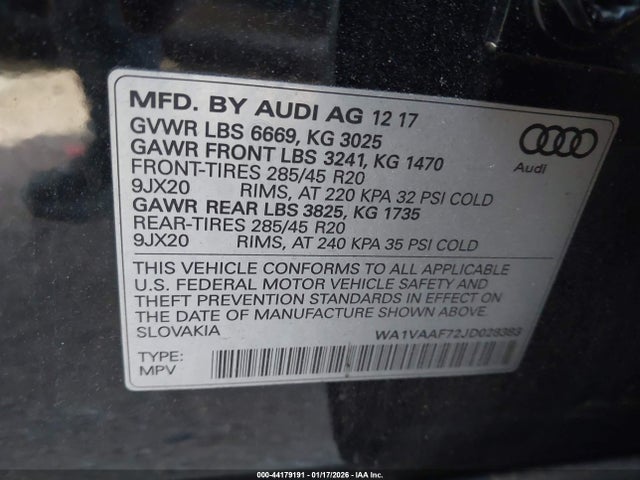 MFD. BY AUDI AG 12 17
GVWR LBS 6669, KG 3025
GAWR FRONT LBS 3241, KG 1470
FRONT-TIRES 285/45 R20
9JX20 RIMS, AT 220 KPA 32 PSI COLD
GAWR REAR LBS 3825, KG 1735
REAR-TIRES 285/45 R20
9JX20 RIMS, AT 240 KPA 35 PSI COLD
Audi
THIS VEHICLE CONFORMS TO ALL APPLICABLE
U.S. FEDERAL MOTOR VEHICLE SAFETY AND
THEFT PREVENTION STANDARDS IN EFFECT ON
THE DATE OF MANUFACTURE SHOWN ABOVE.
SLOVAKIA WA1VAAF72JD028383
TYPE:
MPV
000-44179191 - 01/17/2026 - IAA Inc.